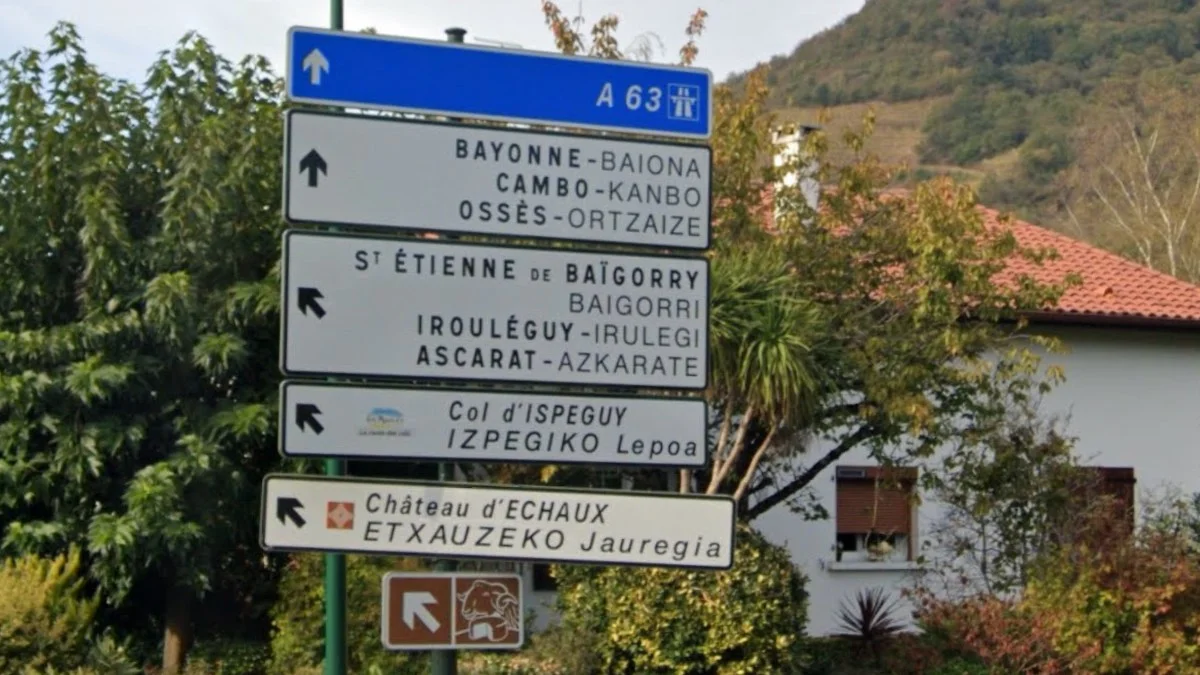 A 63
BAYONNE-BAIONA
CAMBO-KANBO
OSSÈS-ORTZAIZE
ST ÉTIENNE DE BAÏGORRY
BAIGORRI
IROULÉGUY-IRULEGI
ASCARAT-AZKARATE
Col d'ISPEGUY
IZPEGIKO Lepoa
Château d'ECHAUX
ETXAUZEKO Jauregia